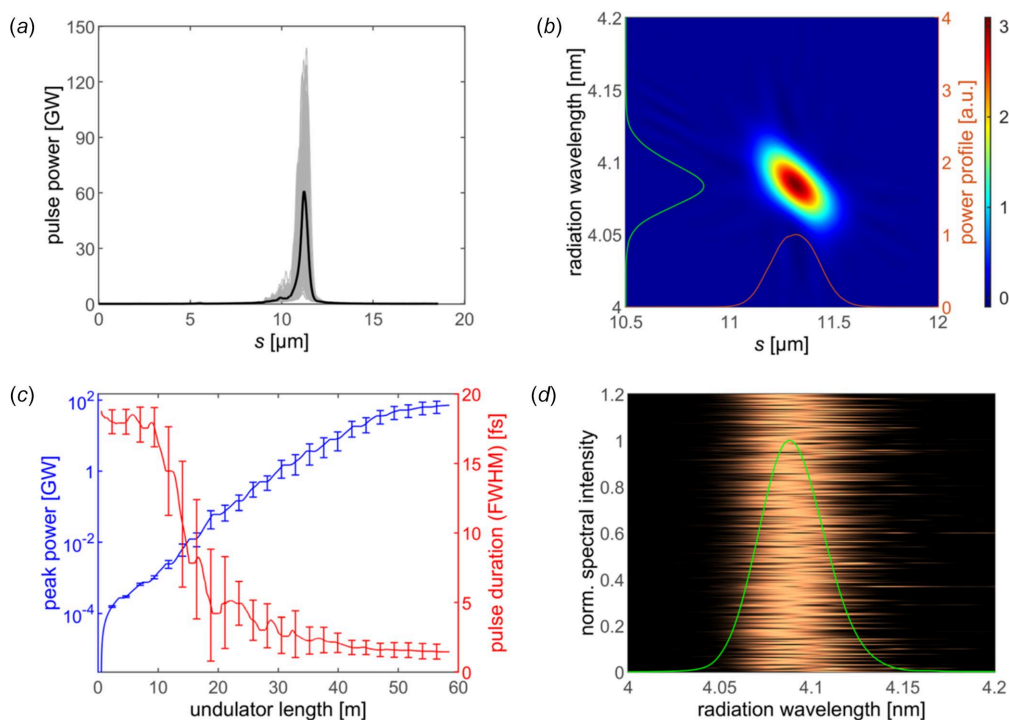 (a)
150
120
90
60
30
0
pulse power [GW]
0 5 10 15 20
s [µm]
(b)
4.2
4.15
4.1
4.05
4
radiation wavelength [nm]
10.5 11 11.5 12
s [µm]
4
3
2
1
0
power profile [a.u.]
3
2
1
0
(c)
10²
1
10⁻²
10⁻⁴
peak power [GW]
0 10 20 30 40 50 60
undulator length [m]
20
15
10
5
0
pulse duration (FWHM) [fs]
(d)
1.2
1
0.8
0.6
0.4
0.2
0
norm. spectral intensity
4 4.05 4.1 4.15 4.2
radiation wavelength [nm]